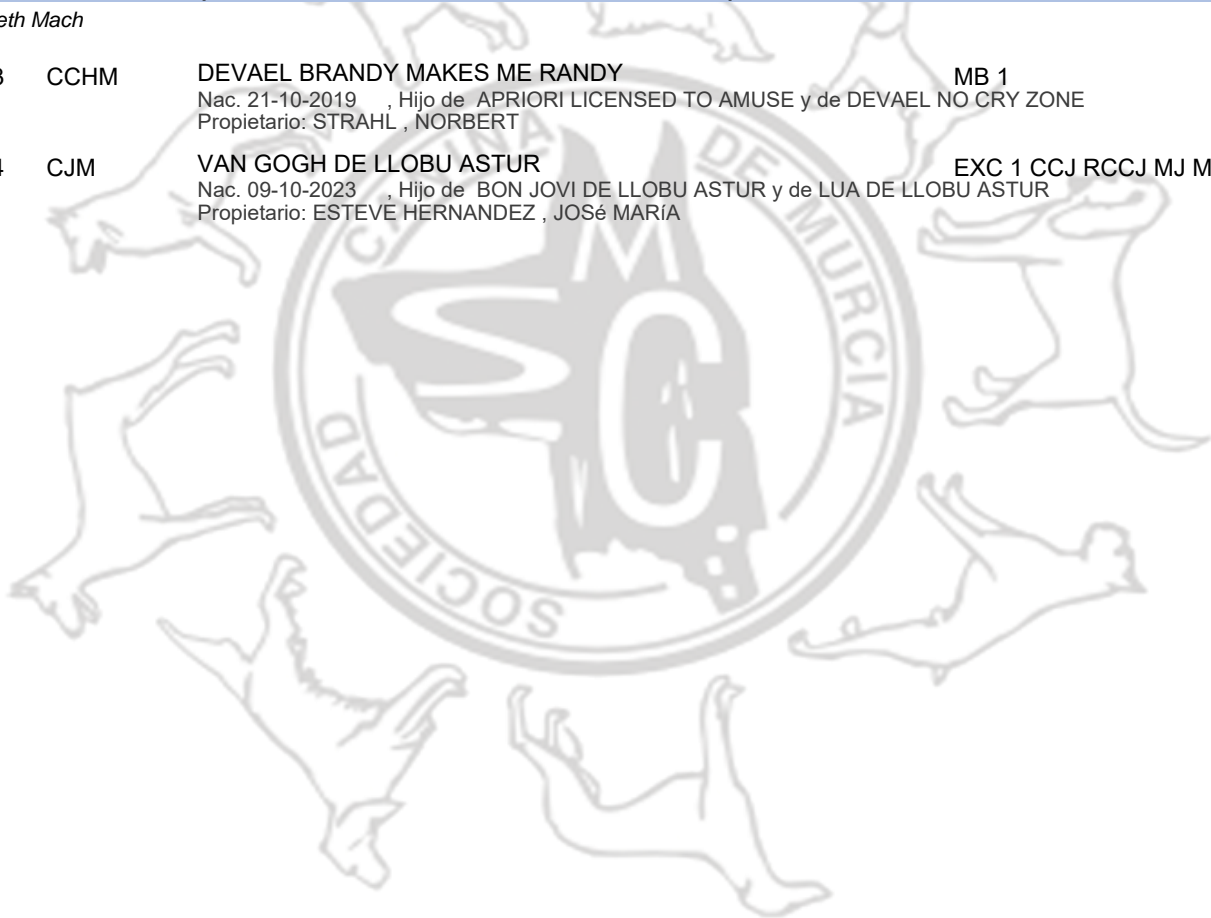 eth Mach
3 CCHM DEVAEL BRANDY MAKES ME RANDY MB 1
Nac. 21-10-2019 , Hijo de APRIORI LICENSED TO AMUSE y de DEVAEL NO CRY ZONE
Propietario: STRAHL , NORBERT
4 CJM VAN GOGH DE LLOBU ASTUR EXC 1 CCJ RCCJ MJ M
Nac. 09-10-2023 , Hijo de BON JOVI DE LLOBU ASTUR y de LUA DE LLOBU ASTUR
Propietario: ESTEVE HERNANDEZ , JOSé MARíA
SOCIEDAD CANINA DE MURCIA
SCM